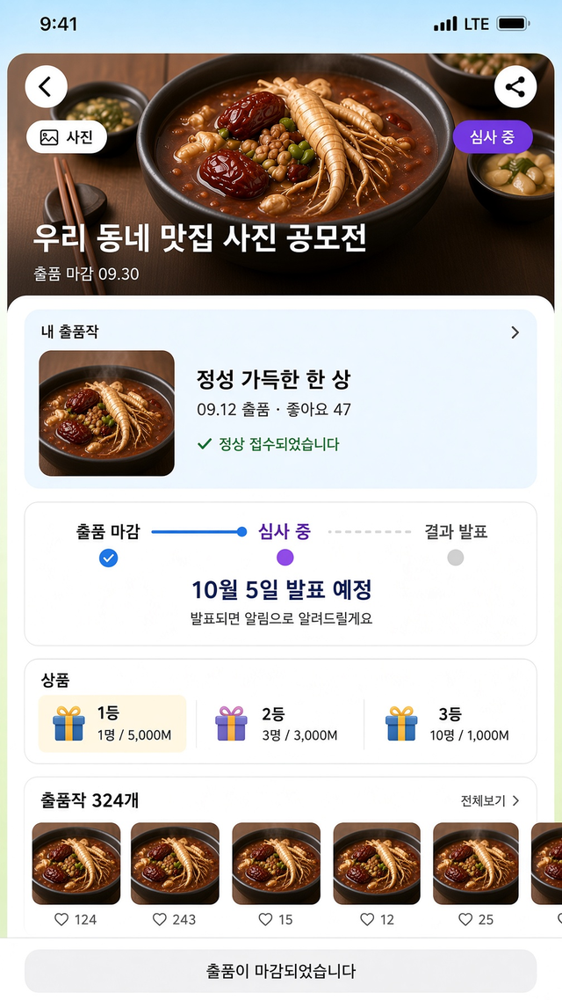 9:41
LTE
사진
심사 중
우리 동네 맛집 사진 공모전
출품 마감 09.30
내 출품작
정성 가득한 한 상
09.12 출품 · 좋아요 47
정상 접수되었습니다
출품 마감
심사 중
결과 발표
10월 5일 발표 예정
발표되면 알림으로 알려드릴게요
상품
1등
1명 / 5,000M
2등
3명 / 3,000M
3등
10명 / 1,000M
출품작 324개
전체보기
124
243
15
12
25
출품이 마감되었습니다